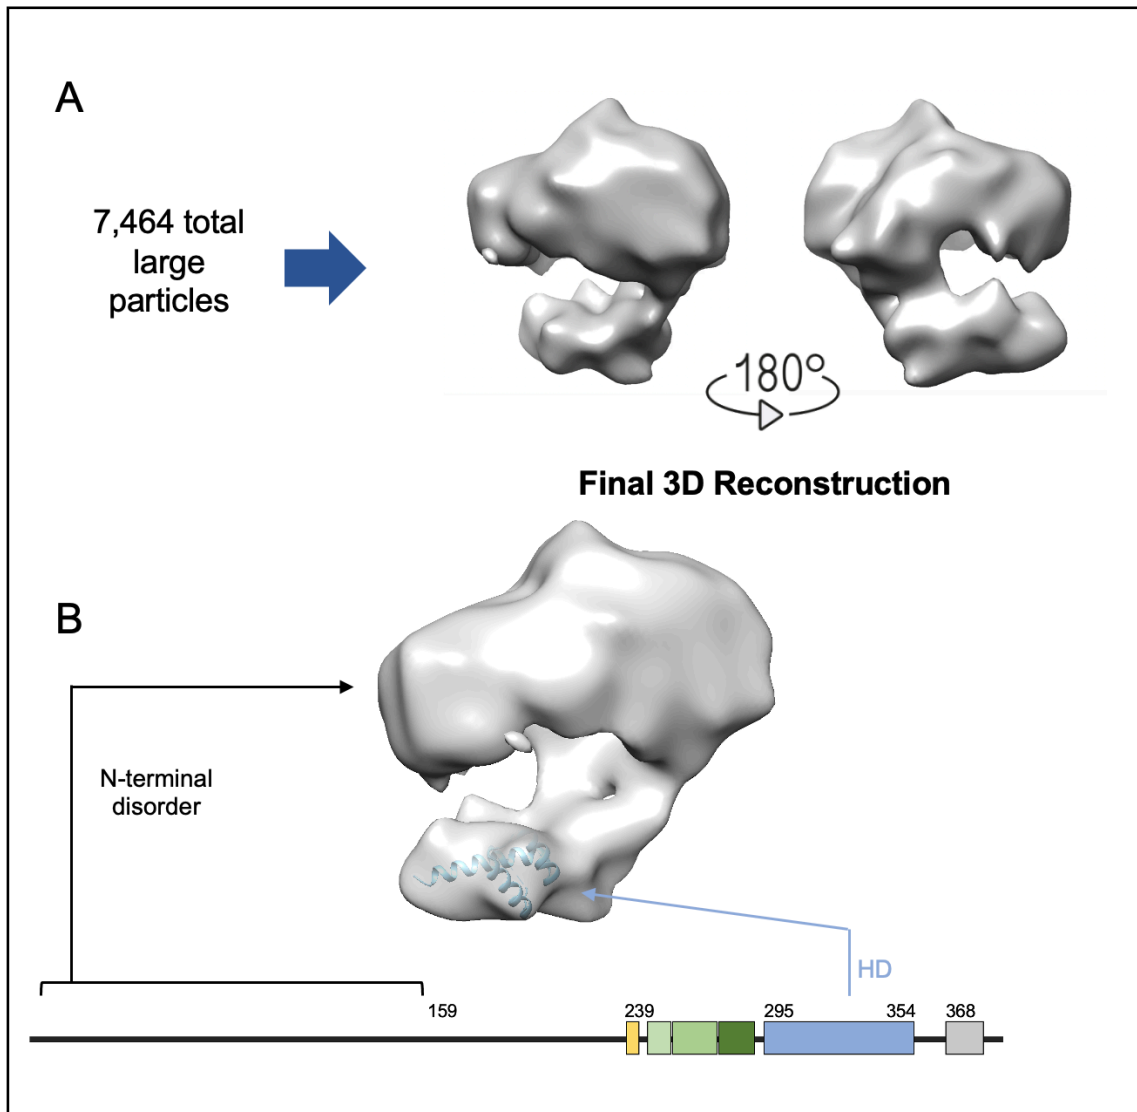 A
7,464 total
large
particles
180°
Final 3D Reconstruction
B
N-terminal
disorder
HD
159 239 295 354 368